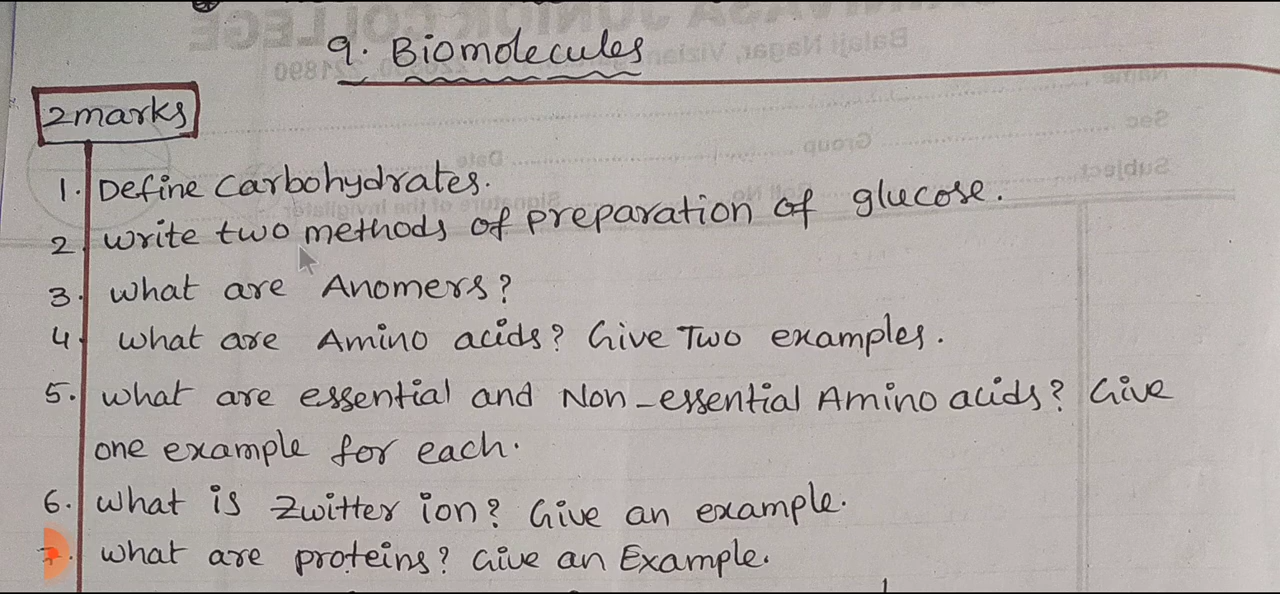 9. Biomolecules
2marks
1. Define Carbohydrates.
2. write two methods of preparation of glucose.
3. what are Anomers?
4. what are Amino acids? Give Two examples.
5. what are essential and Non-essential Amino acids? Give
one example for each.
6. what is Zwitter ion? Give an example.
7. what are proteins? Give an Example.